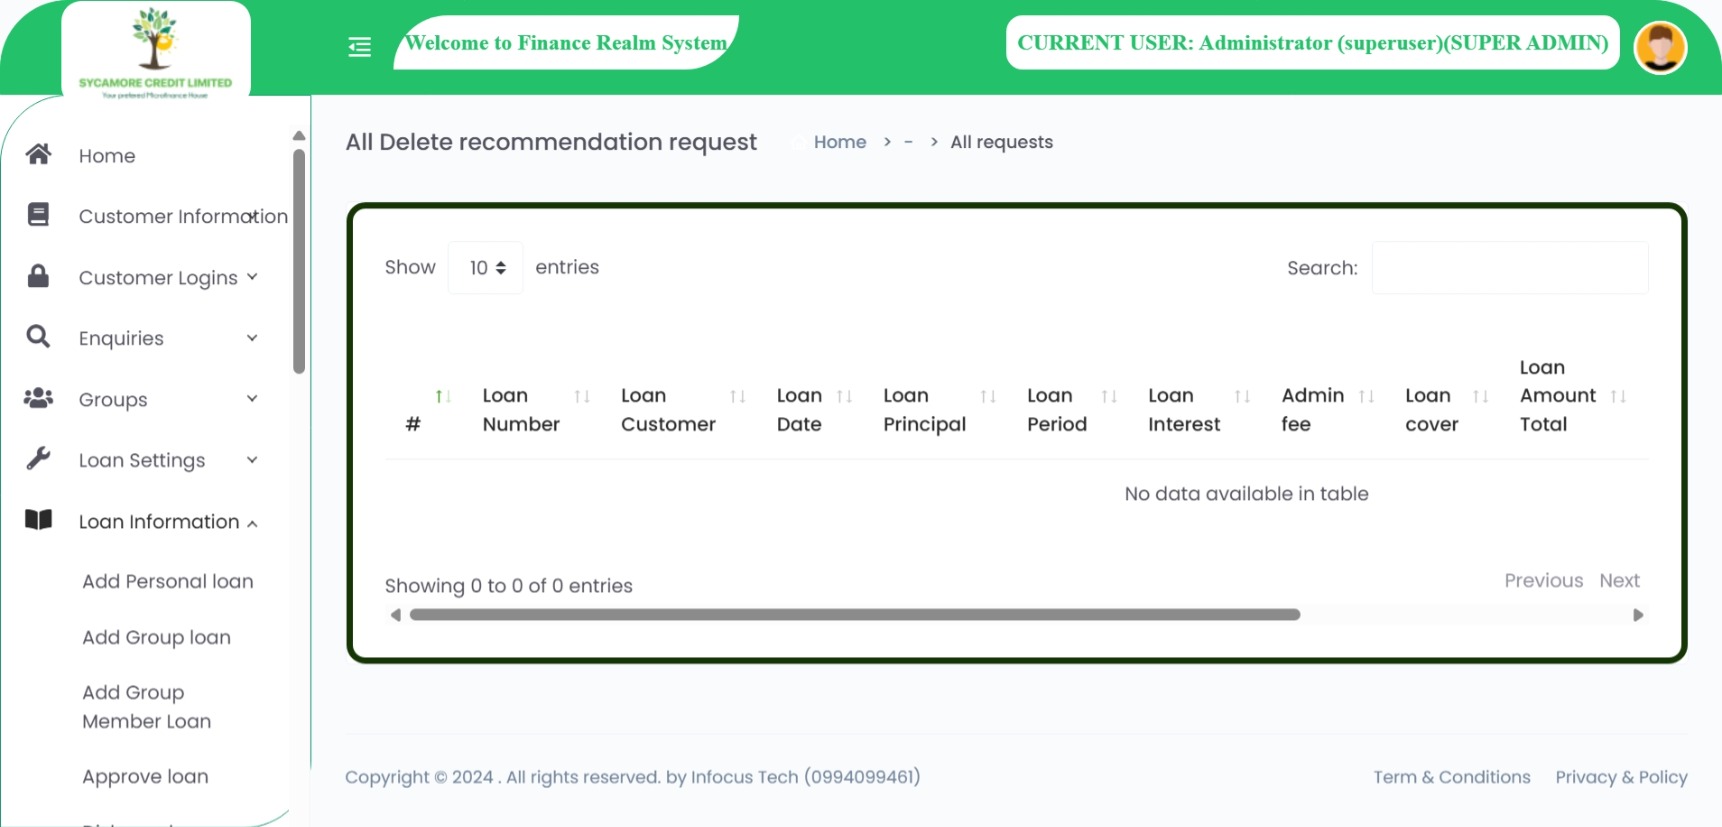 SYCAMORE CREDIT LIMITED
Your prefered Microfinance House
Welcome to Finance Realm System
CURRENT USER: Administrator (superuser)(SUPER ADMIN)
Home
Customer Information
Customer Logins
Enquiries
Groups
Loan Settings
Loan Information
Add Personal loan
Add Group loan
Add Group
Member Loan
Approve loan
All Delete recommendation request
Home > - > All requests
Show 10 entries
Search:
#
Loan Number
Loan Customer
Loan Date
Loan Principal
Loan Period
Loan Interest
Admin fee
Loan cover
Loan Amount Total
No data available in table
Showing 0 to 0 of 0 entries
Previous Next
Copyright © 2024 . All rights reserved. by Infocus Tech (0994099461)
Term & Conditions Privacy & Policy